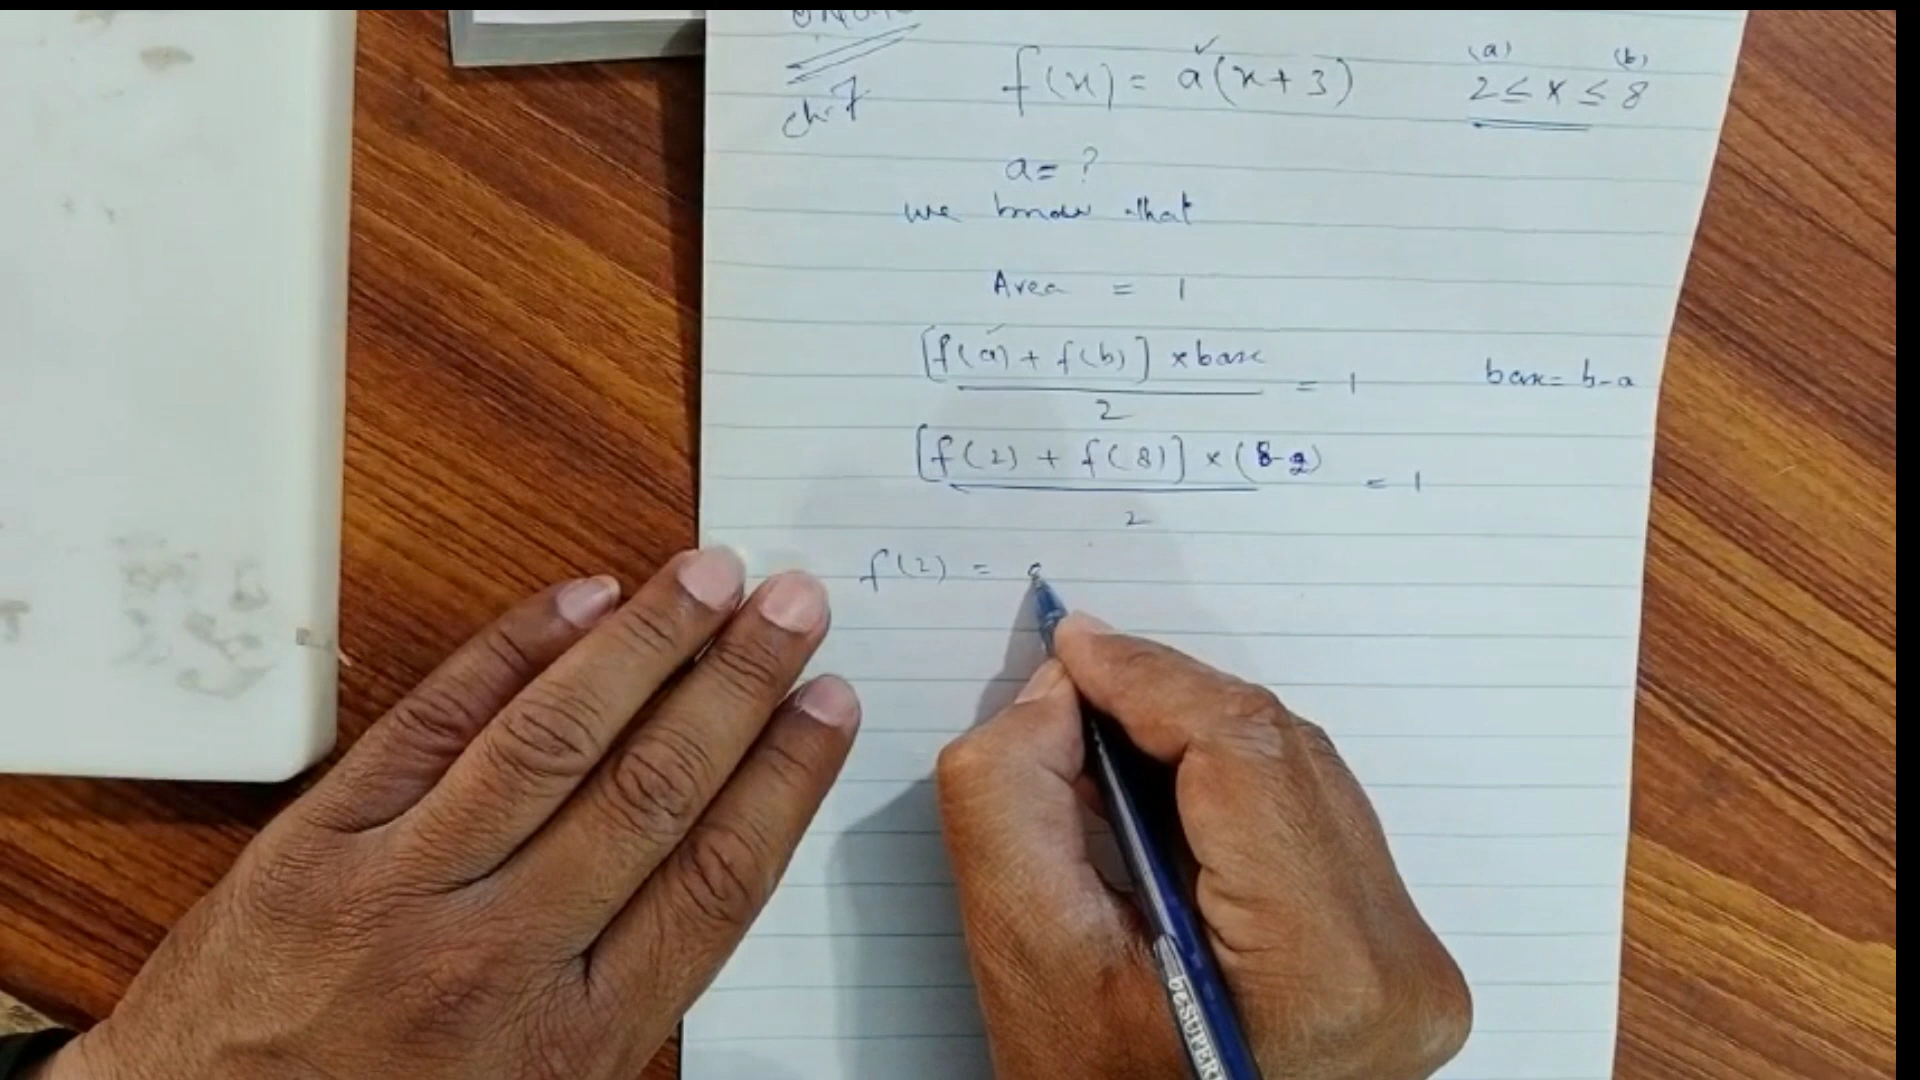 f(x) = a(x+3) (a) (b) 2 ≤ x ≤ 8
ch-7
a = ?
we know that
Area = 1
[f(a) + f(b)] × base / 2 = 1 base = b-a
[f(2) + f(8)] × (8-2) / 2 = 1
f(2) =
beSUPER